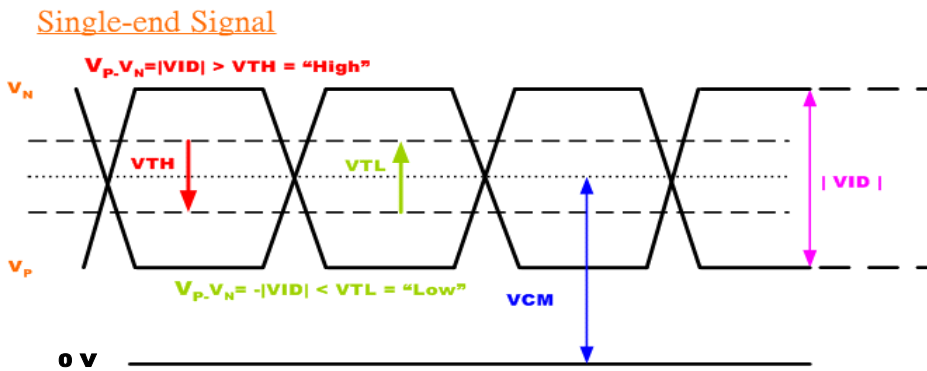 Single-end Signal
VP-VN=|VID| > VTH = “High”
VN
VTH
VTL
| VID |
VP
VP-VN= -|VID| < VTL = “Low”
VCM
0 V